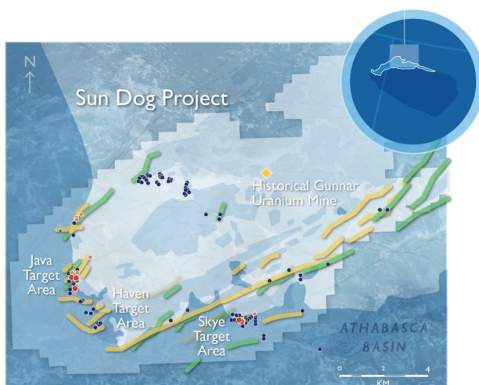 N
Sun Dog Project
Historical Gunnar
Uranium Mine
Java
Target
Area
Haven
Target
Area
Skye
Target
Area
ATHABASCA
BASIN
0 2 4
KM